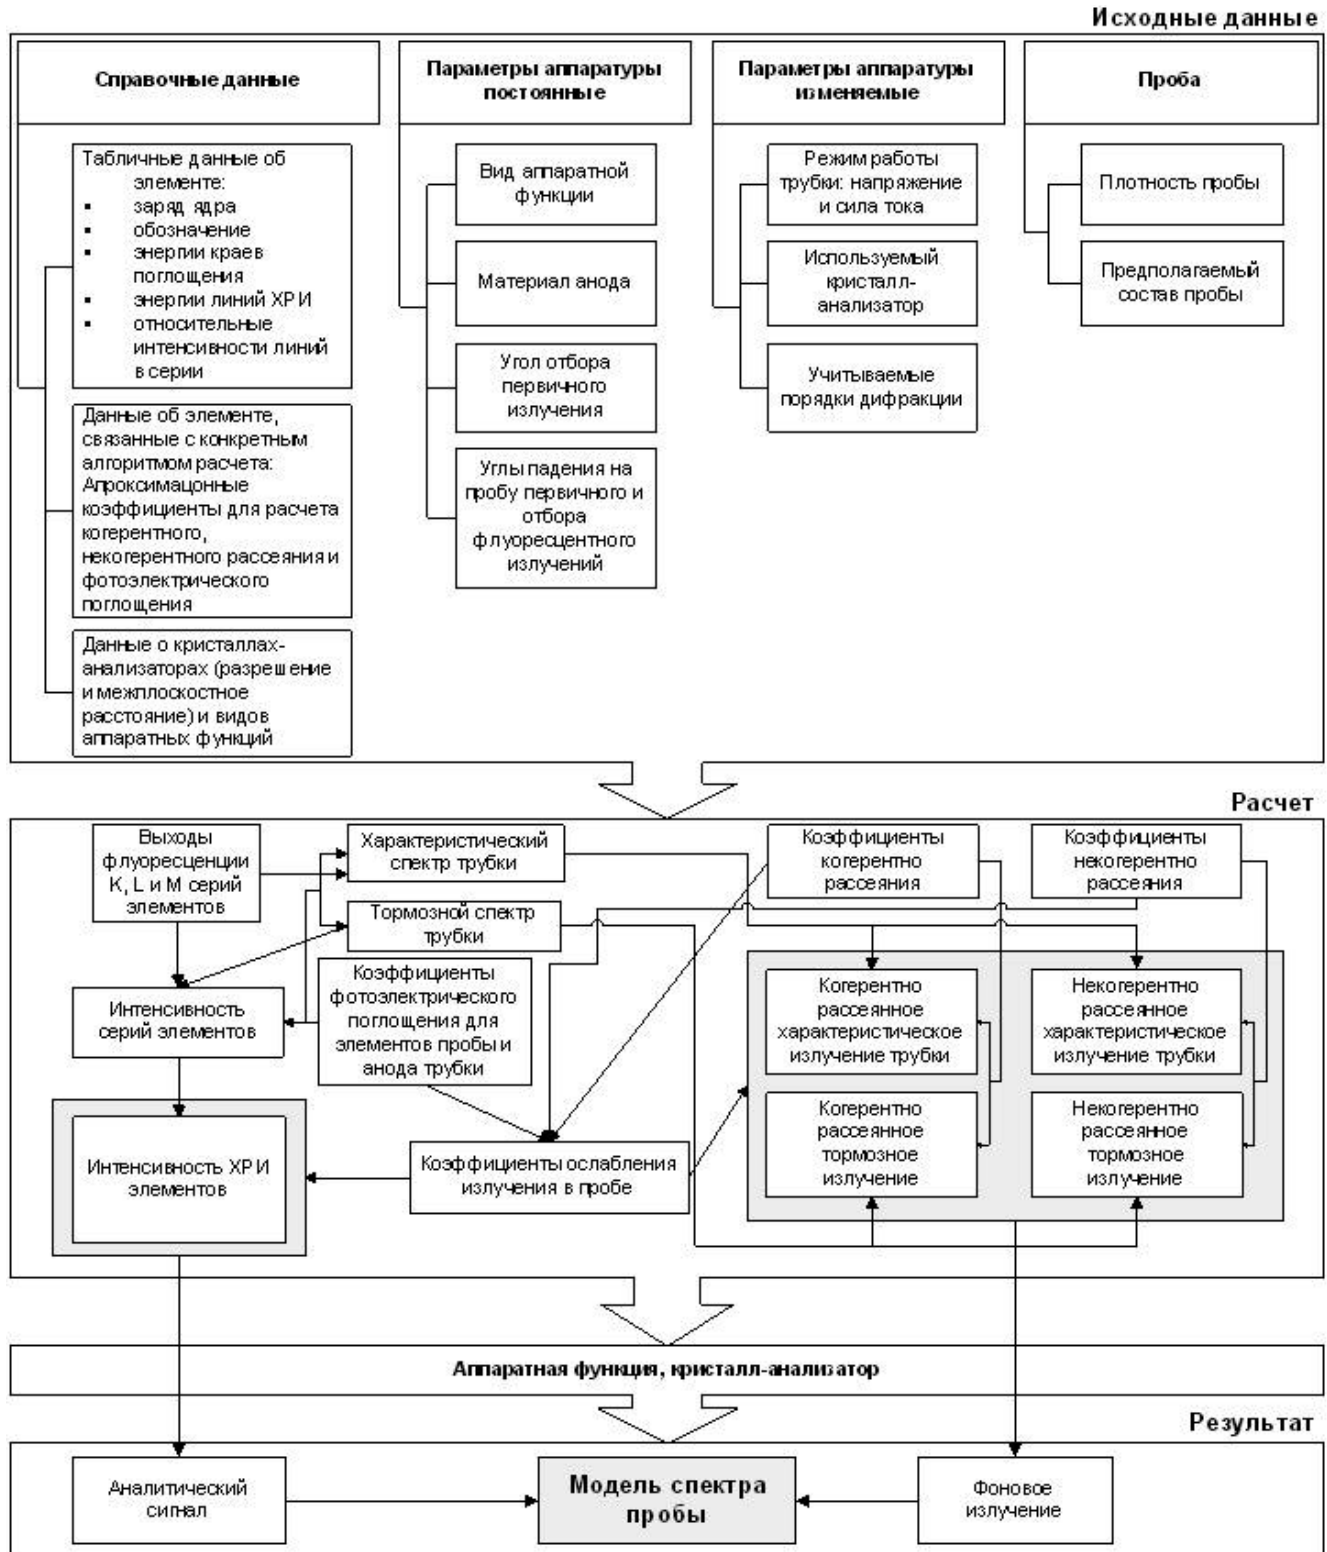 Исходные данные
Справочные данные
Параметры аппаратуры
постоянные
Параметры аппаратуры
изменяемые
Проба
Табличные данные об
элементе:
▪ заряд ядра
▪ обозначение
▪ энергии краев
поглощения
▪ энергии линий ХРИ
▪ относительные
интенсивности линий
в серии
Данные об элементе,
связанные с конкретным
алгоритмом расчета:
Апроксимацонные
коэффициенты для расчета
когерентного,
некогерентного рассеяния и
фотоэлектрического
поглощения
Данные о кристаллах-
анализаторах (разрешение
и межплоскостное
расстояние) и видов
аппаратных функций
Вид аппаратной
функции
Материал анода
Угол отбора
первичного
излучения
Углы падения на
пробу первичного и
отбора
флуоресцентного
излучений
Режим работы
трубки: напряжение
и сила тока
Используемый
кристалл-
анализатор
Учитываемые
порядки дифракции
Плотность пробы
Предполагаемый
состав пробы
Расчет
Выходы
флуоресценции
K, L и M серий
элементов
Характеристический
спектр трубки
Тормозной спектр
трубки
Коэффициенты
когерентно
рассеяния
Коэффициенты
некогерентно
рассеяния
Интенсивность
серий элементов
Коэффициенты
фотоэлектрического
поглощения для
элементов пробы и
анода трубки
Когерентно
рассеянное
характеристическое
излучение трубки
Некогерентно
рассеянное
характеристическое
излучение трубки
Интенсивность ХРИ
элементов
Коэффициенты ослабления
излучения в пробе
Когерентно
рассеянное
тормозное
излучение
Некогерентно
рассеянное
тормозное
излучение
Аппаратная функция, кристалл-анализатор
Результат
Аналитический
сигнал
Модель спектра
пробы
Фоновое
излучение